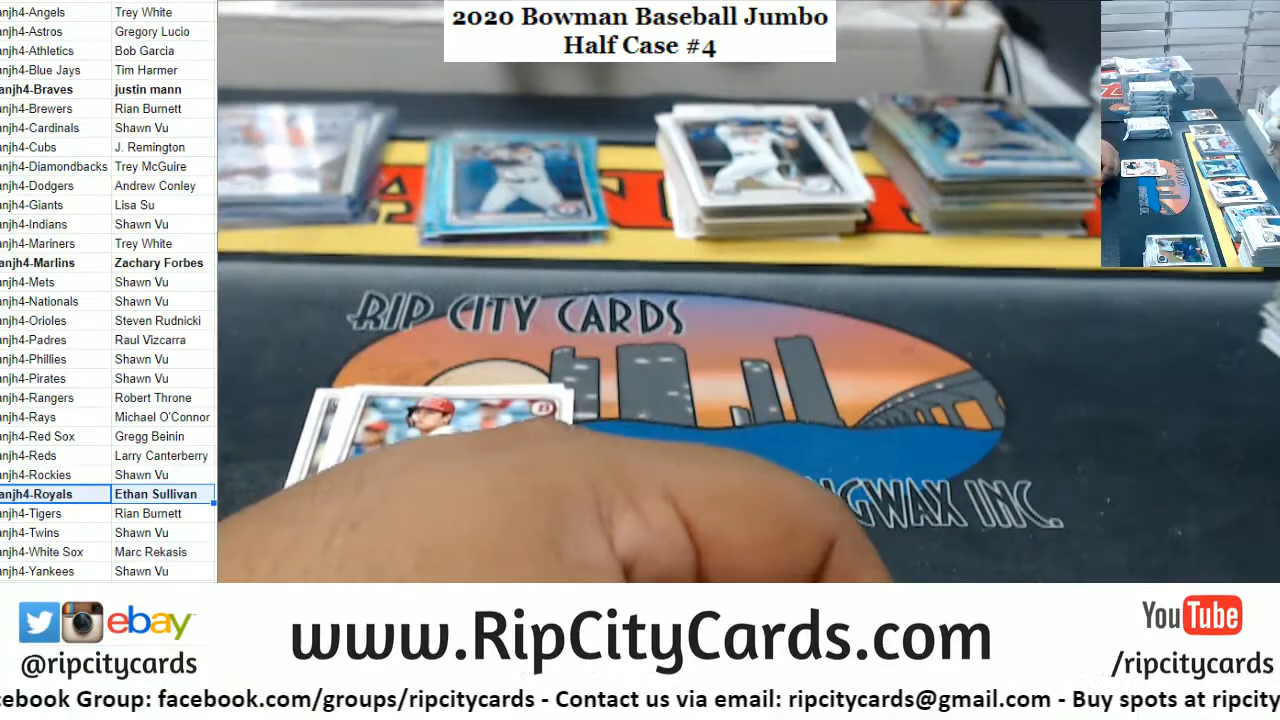 2020 Bowman Baseball Jumbo
Half Case #4
anjh4-Angels Trey White
anjh4-Astros Gregory Lucio
anjh4-Athletics Bob Garcia
anjh4-Blue Jays Tim Harmer
anjh4-Braves justin mann
anjh4-Brewers Rian Burnett
anjh4-Cardinals Shawn Vu
anjh4-Cubs J. Remington
anjh4-Diamondbacks Trey McGuire
anjh4-Dodgers Andrew Conley
anjh4-Giants Lisa Su
anjh4-Indians Shawn Vu
anjh4-Mariners Trey White
anjh4-Marlins Zachary Forbes
anjh4-Mets Shawn Vu
anjh4-Nationals Shawn Vu
anjh4-Orioles Steven Rudnicki
anjh4-Padres Raul Vizcarra
anjh4-Phillies Shawn Vu
anjh4-Pirates Shawn Vu
anjh4-Rangers Robert Throne
anjh4-Rays Michael O'Connor
anjh4-Red Sox Gregg Beinin
anjh4-Reds Larry Canterbery
anjh4-Rockies Shawn Vu
anjh4-Royals Ethan Sullivan
anjh4-Tigers Rian Burnett
anjh4-Twins Shawn Vu
anjh4-White Sox Marc Rekasis
anjh4-Yankees Shawn Vu
RIP CITY CARDS
NGWAX INC.
ebay
@ripcitycards
www.RipCityCards.com
YouTube
/ripcitycards
cebook Group: facebook.com/groups/ripcitycards - Contact us via email: ripcitycards@gmail.com - Buy spots at ripcity